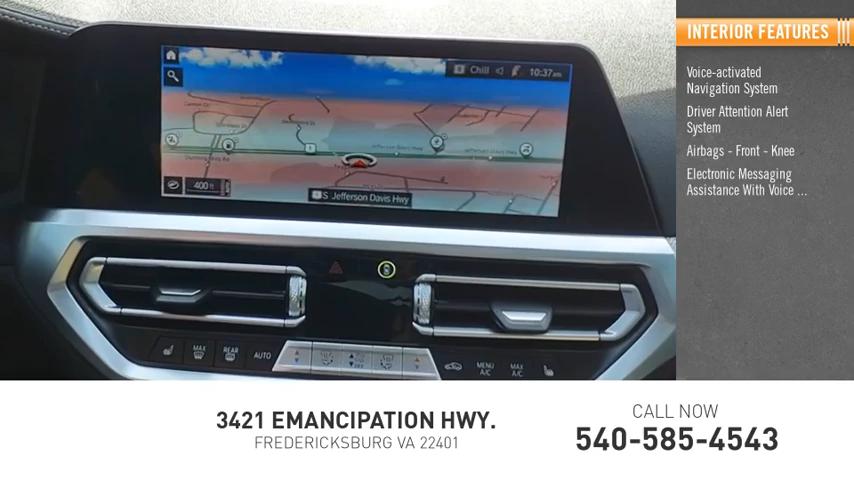 Chill 10:37am
400 ft
S Jefferson Davis Hwy
MAX
REAR
AUTO
MENU
A/C
MAX
A/C
INTERIOR FEATURES
Voice-activated
Navigation System
Driver Attention Alert
System
Airbags - Front - Knee
Electronic Messaging
Assistance With Voice ...
3421 EMANCIPATION HWY.
FREDERICKSBURG VA 22401
CALL NOW
540-585-4543